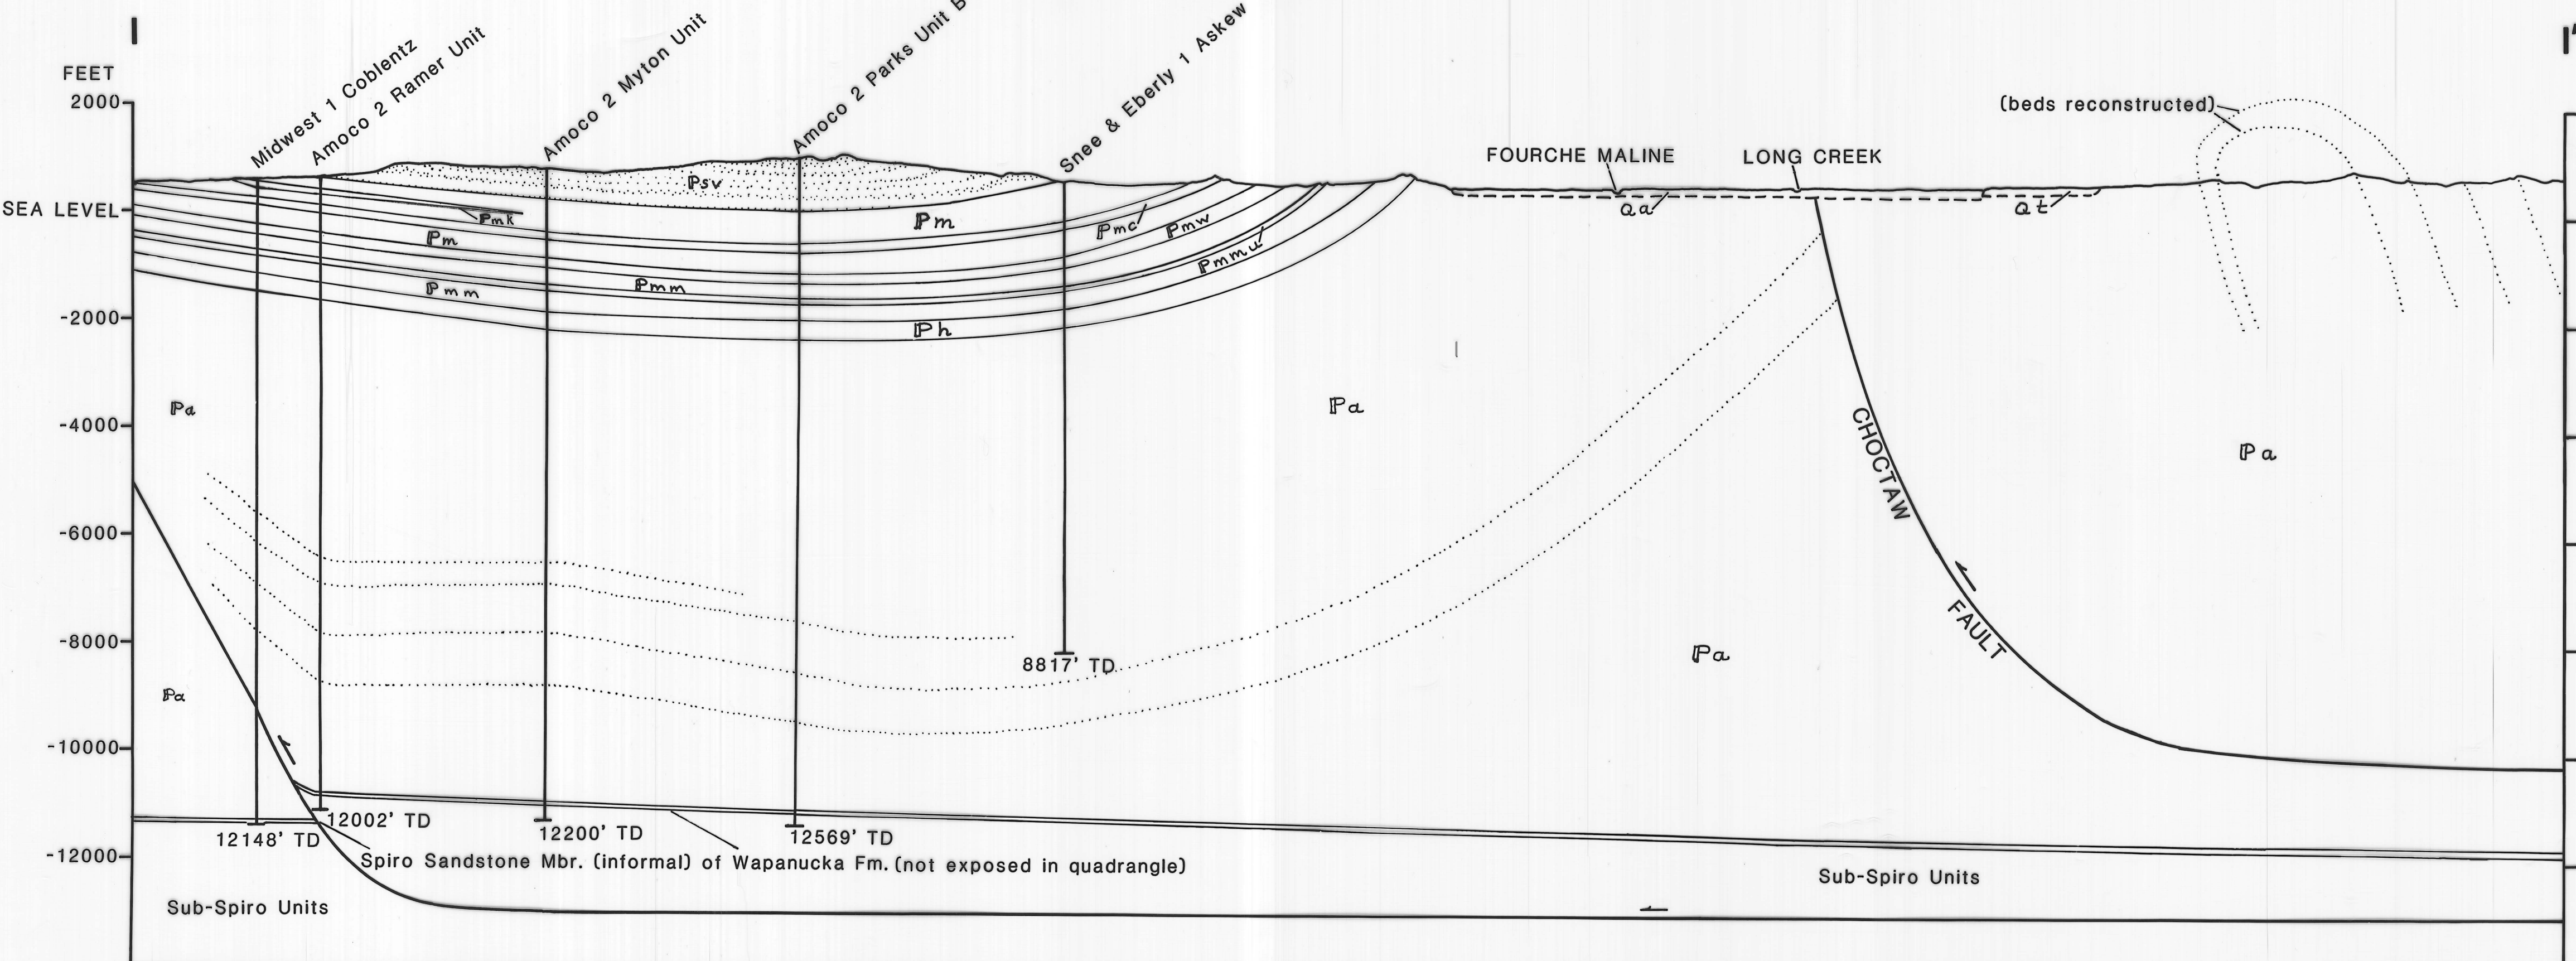 I
I'
FEET
2000
SEA LEVEL
-2000
-4000
-6000
-8000
-10000
-12000
Midwest 1 Coblentz
Amoco 2 Ramer Unit
Amoco 2 Myton Unit
Amoco 2 Parks Unit B
Snee & Eberly 1 Askew
FOURCHE MALINE
LONG CREEK
(beds reconstructed)
Psv
Pmk
Pm
Pm
Pmc
Pmw
Pmmu
Pmm
Pmm
Ph
Qa
Qt
Pa
Pa
Pa
Pa
Pa
CHOCTAW
FAULT
8817' TD
12148' TD
12002' TD
12200' TD
12569' TD
Spiro Sandstone Mbr. (informal) of Wapanucka Fm. (not exposed in quadrangle)
Sub-Spiro Units
Sub-Spiro Units